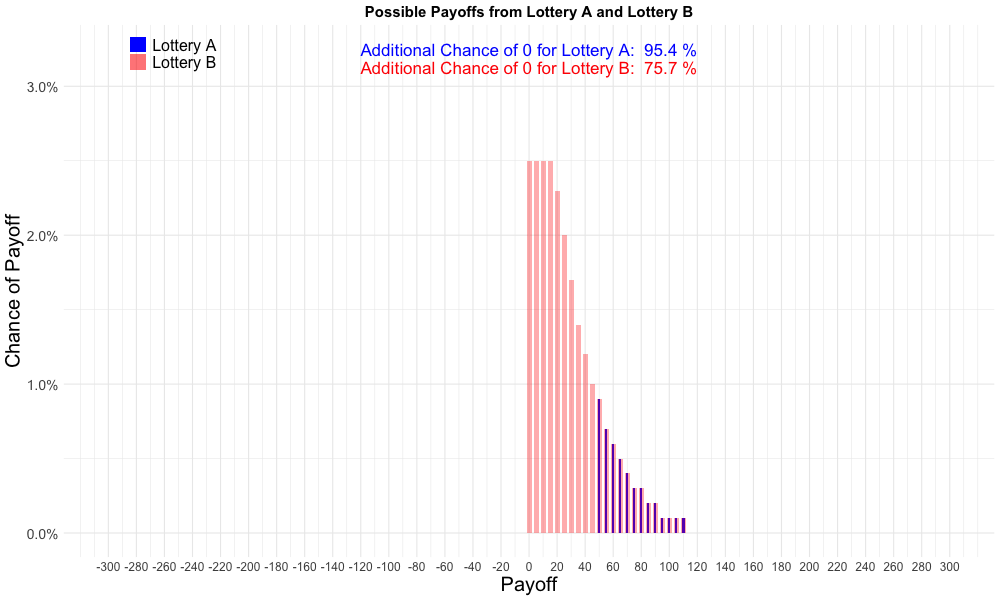 Possible Payoffs from Lottery A and Lottery B
Lottery A
Lottery B
Additional Chance of 0 for Lottery A: 95.4 %
Additional Chance of 0 for Lottery B: 75.7 %
Chance of Payoff
3.0%
2.0%
1.0%
0.0%
-300 -280 -260 -240 -220 -200 -180 -160 -140 -120 -100 -80 -60 -40 -20 0 20 40 60 80 100 120 140 160 180 200 220 240 260 280 300
Payoff